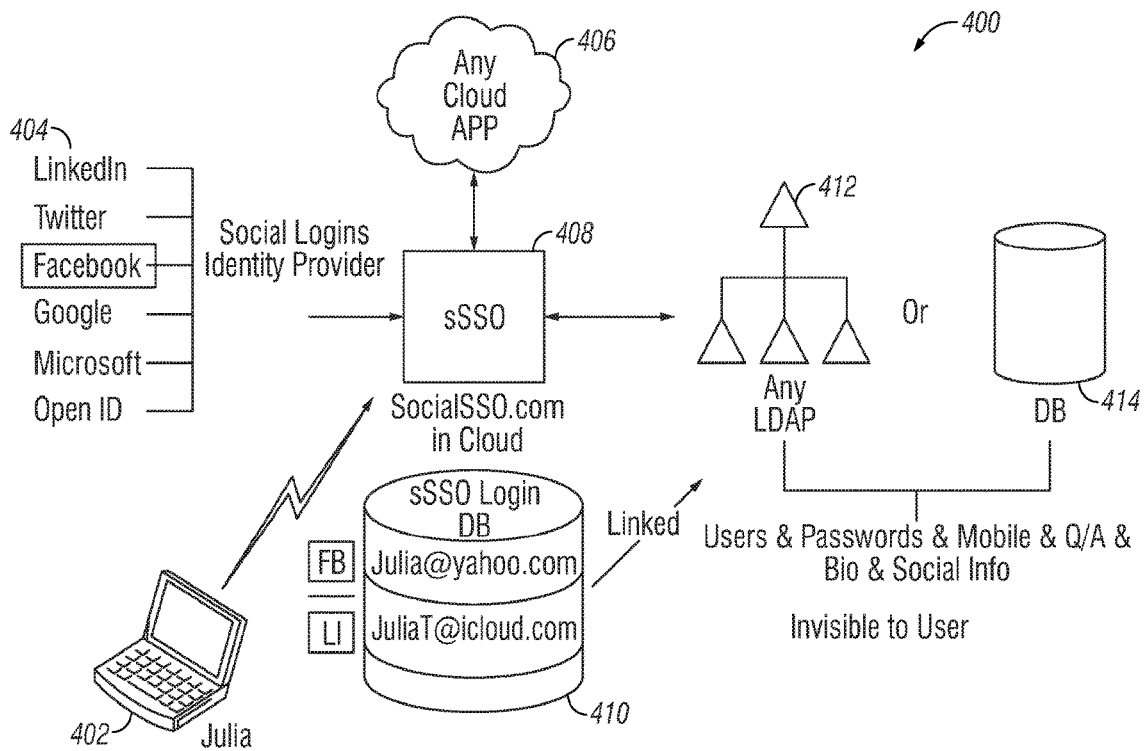 400
406
Any
Cloud
APP
404
LinkedIn
Twitter
Facebook
Google
Microsoft
Open ID
Social Logins
Identity Provider
408
sSSO
SocialSSO.com
in Cloud
412
Any
LDAP
Or
DB
414
sSSO Login
DB
FB
Julia@yahoo.com
LI
JuliaT@icloud.com
410
Linked
Users & Passwords & Mobile & Q/A &
Bio & Social Info
Invisible to User
402
Julia